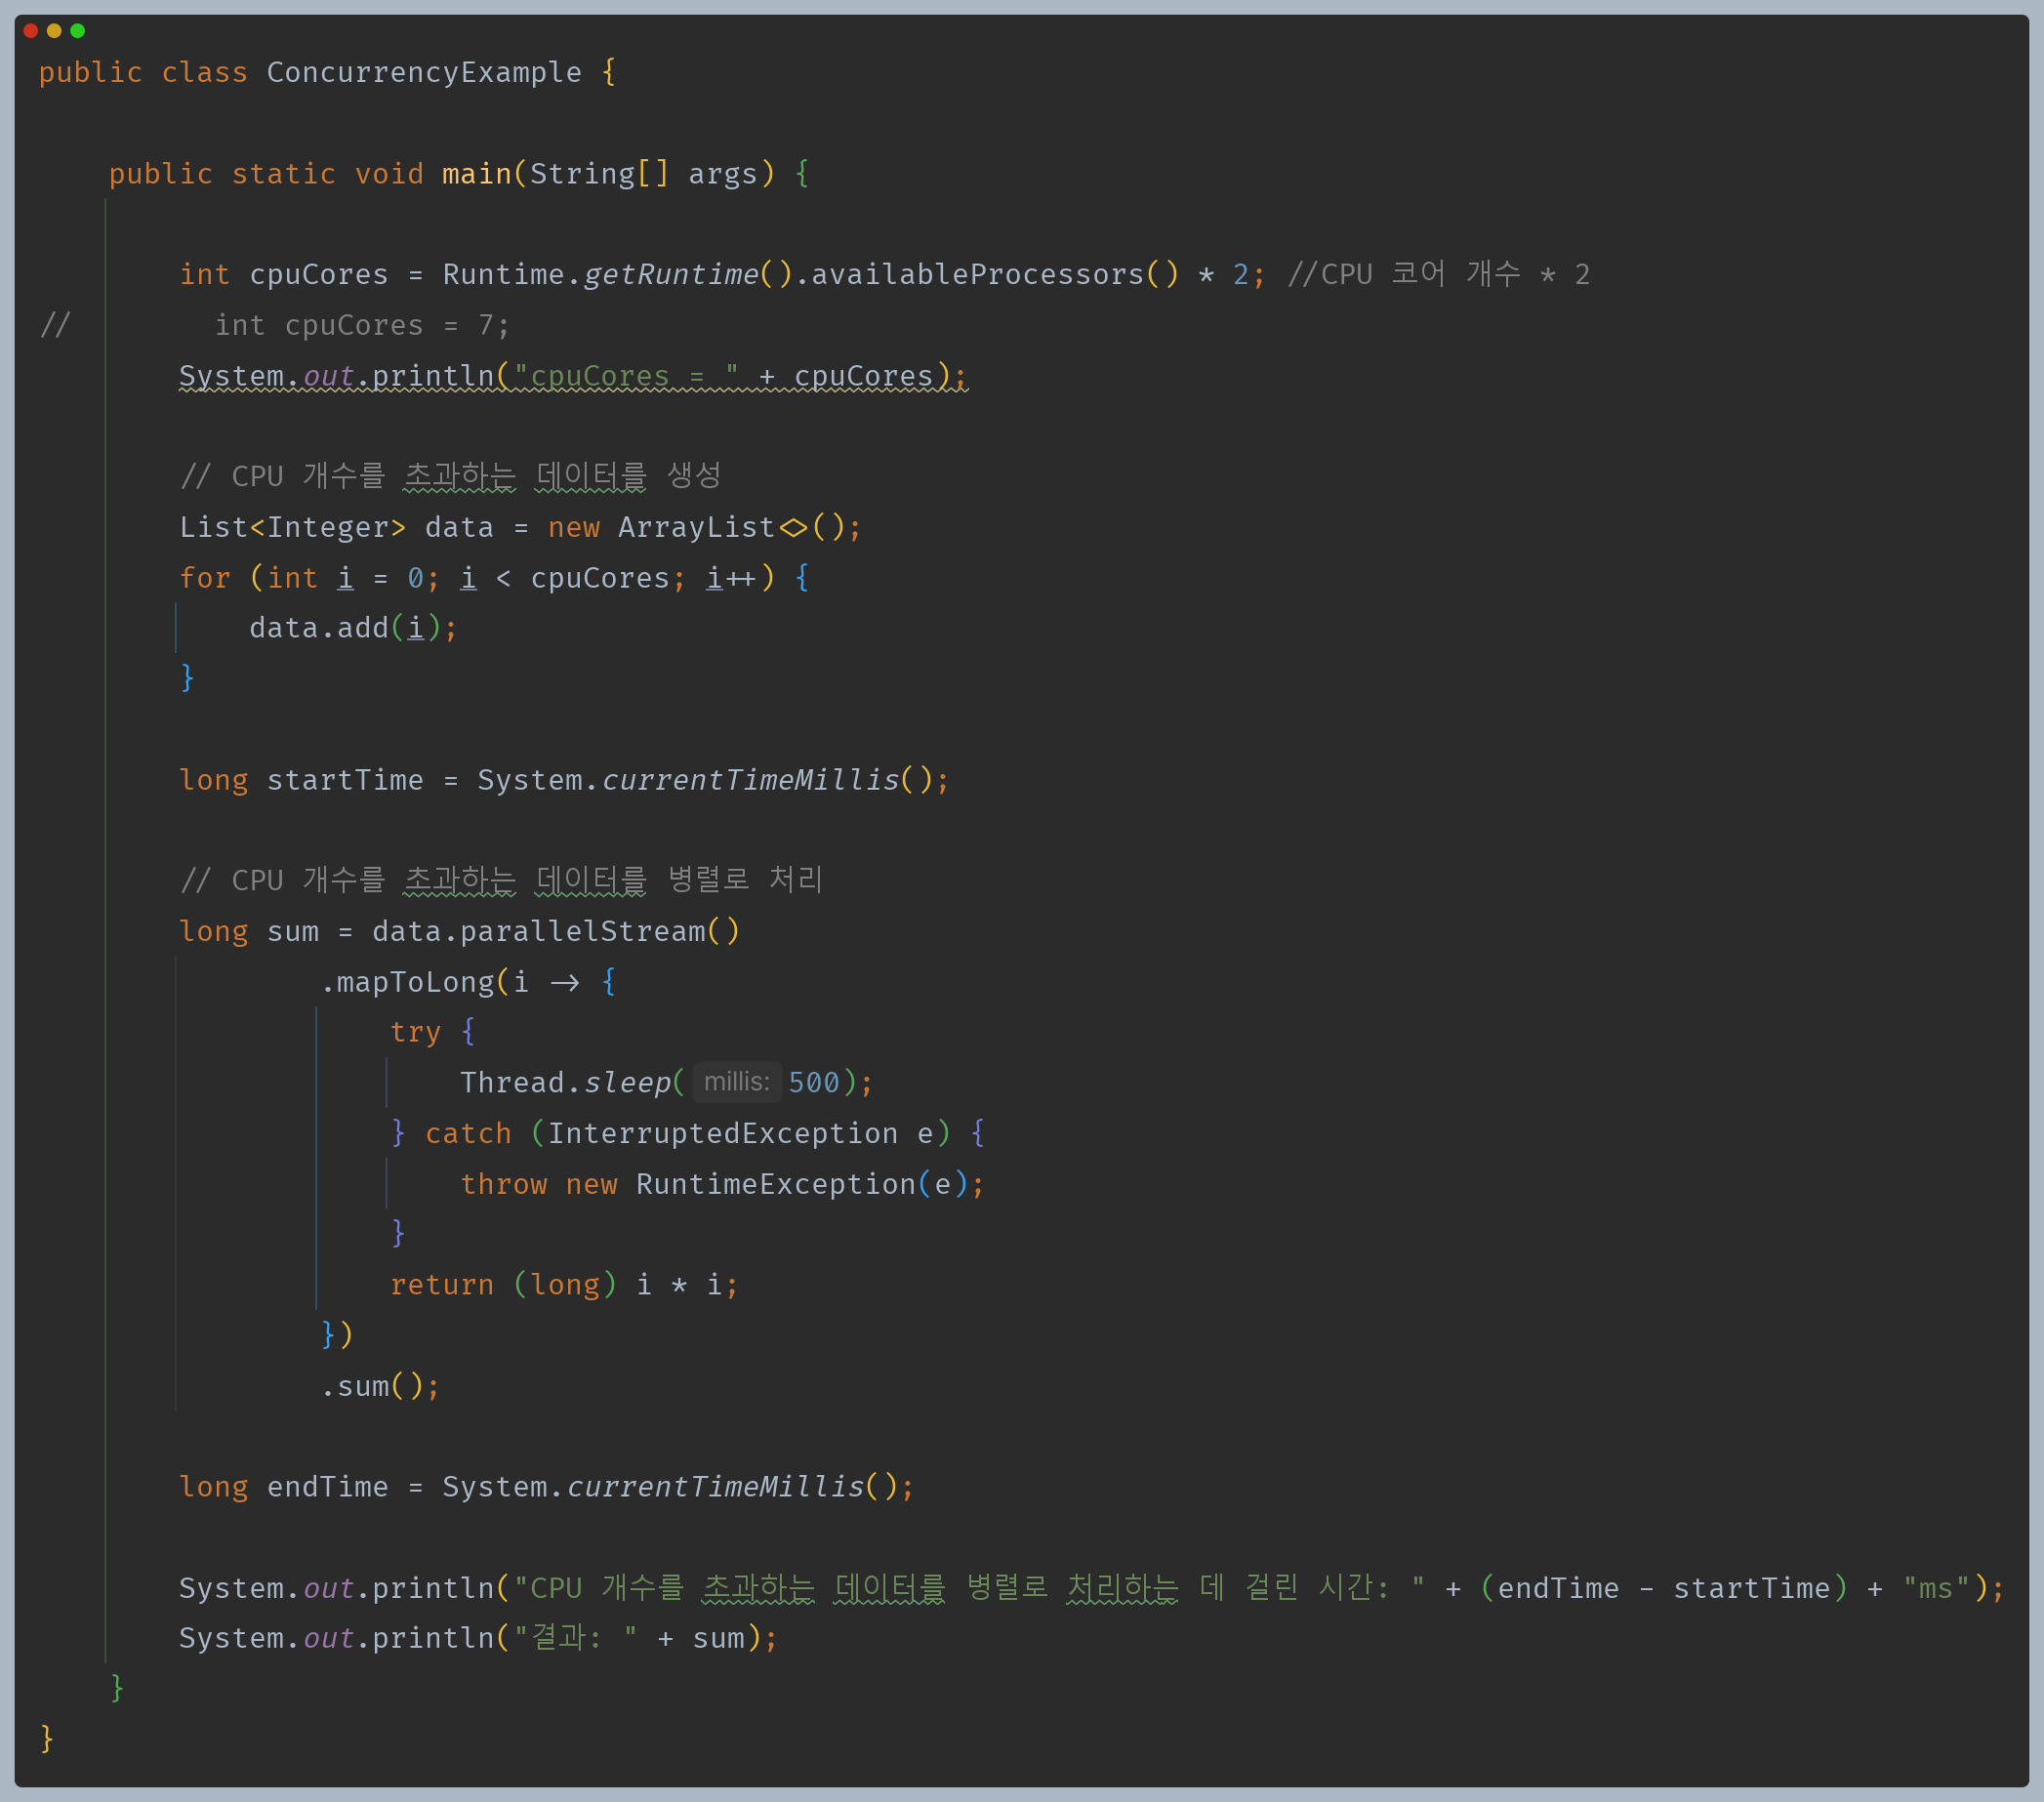 public class ConcurrencyExample {
    public static void main(String[] args) {
        int cpuCores = Runtime.getRuntime().availableProcessors() * 2; //CPU 코어 개수 * 2
//        int cpuCores = 7;
        System.out.println("cpuCores = " + cpuCores);
        // CPU 개수를 초과하는 데이터를 생성
        List<Integer> data = new ArrayList<>();
        for (int i = 0; i < cpuCores; i++) {
            data.add(i);
        }
        long startTime = System.currentTimeMillis();
        // CPU 개수를 초과하는 데이터를 병렬로 처리
        long sum = data.parallelStream()
                .mapToLong(i -> {
                    try {
                        Thread.sleep( millis: 500);
                    } catch (InterruptedException e) {
                        throw new RuntimeException(e);
                    }
                    return (long) i * i;
                })
                .sum();
        long endTime = System.currentTimeMillis();
        System.out.println("CPU 개수를 초과하는 데이터를 병렬로 처리하는 데 걸린 시간: " + (endTime - startTime) + "ms");
        System.out.println("결과: " + sum);
    }
}